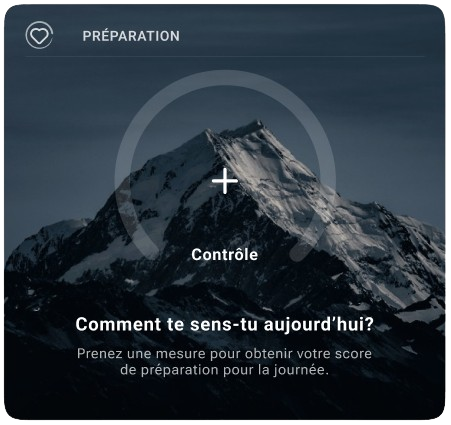 PRÉPARATION
Contrôle
Comment te sens-tu aujourd’hui?
Prenez une mesure pour obtenir votre score
de préparation pour la journée.